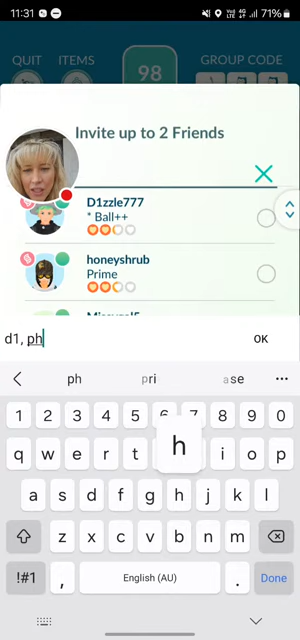 11:31 71%
QUIT ITEMS 98 GROUP CODE
Invite up to 2 Friends
D1zzle777
* Ball++
honeyshrub
Prime
d1, ph OK
ph pri ase
1 2 3 4 5 6 7 8 9 0
q w e r t h i o p
a s d f g h j k l
z x c v b n m
!#1 , English (AU) . Done